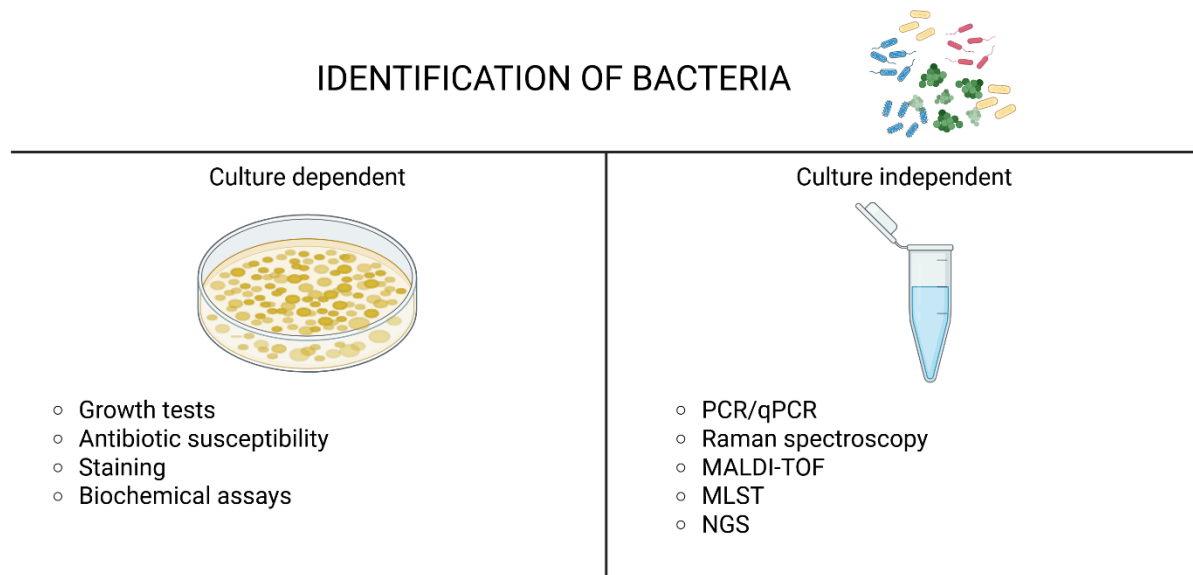 IDENTIFICATION OF BACTERIA
Culture dependent
○ Growth tests
○ Antibiotic susceptibility
○ Staining
○ Biochemical assays
Culture independent
○ PCR/qPCR
○ Raman spectroscopy
○ MALDI-TOF
○ MLST
○ NGS